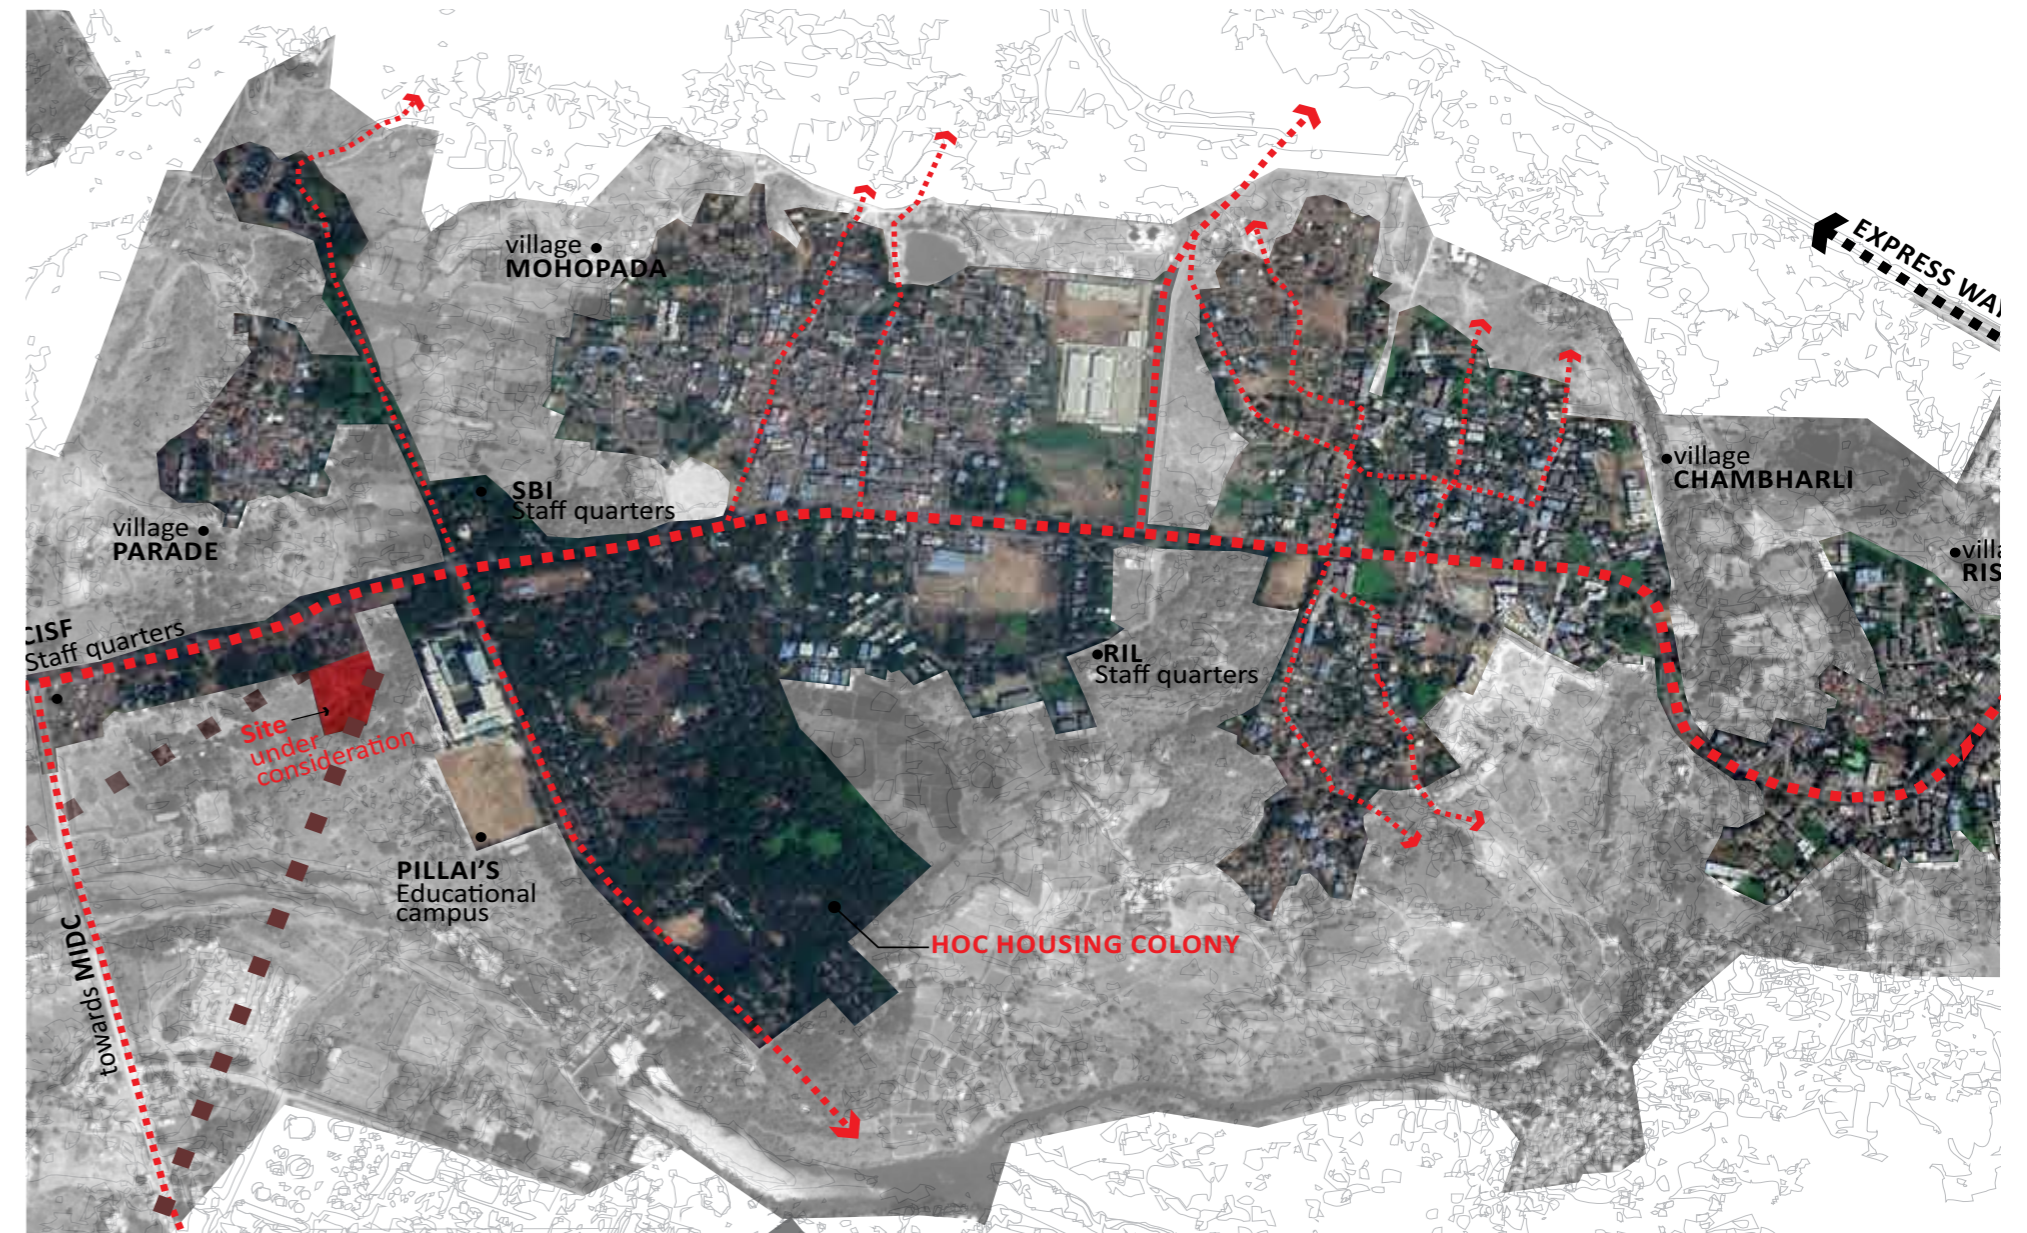 EXPRESS WA
village
MOHOPADA
village
CHAMBHARLI
SBI
Staff quarters
village
PARADE
villa
RIS
CISF
Staff quarters
RIL
Staff quarters
Site
under
consideration
PILLAI'S
Educational
campus
HOC HOUSING COLONY
towards MIDC